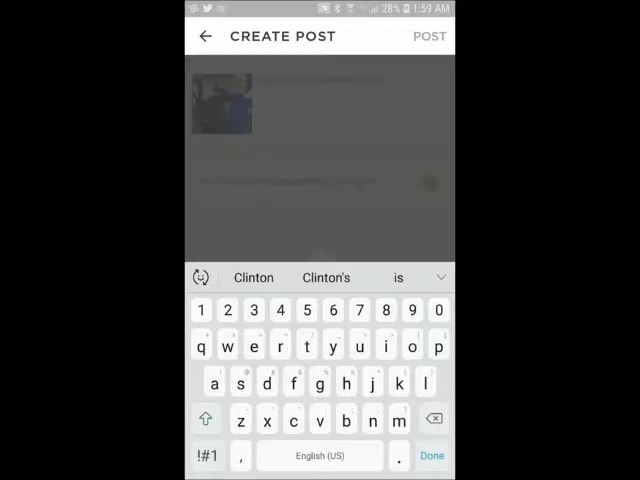 28% 1:59 AM
CREATE POST POST
Clinton Clinton's is
1 2 3 4 5 6 7 8 9 0
q w e r t y u i o p
a s d f g h j k l
z x c v b n m
!#1 , English (US) . Done